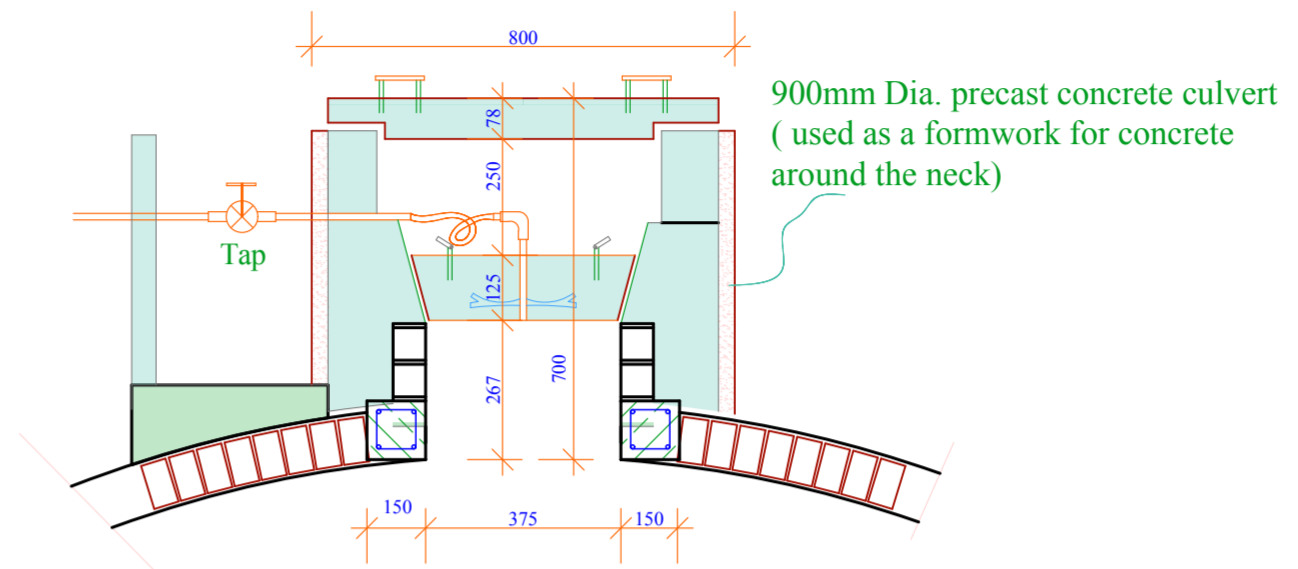 800
900mm Dia. precast concrete culvert
( used as a formwork for concrete
around the neck)
78
250
Tap
125
267
700
150
375
150